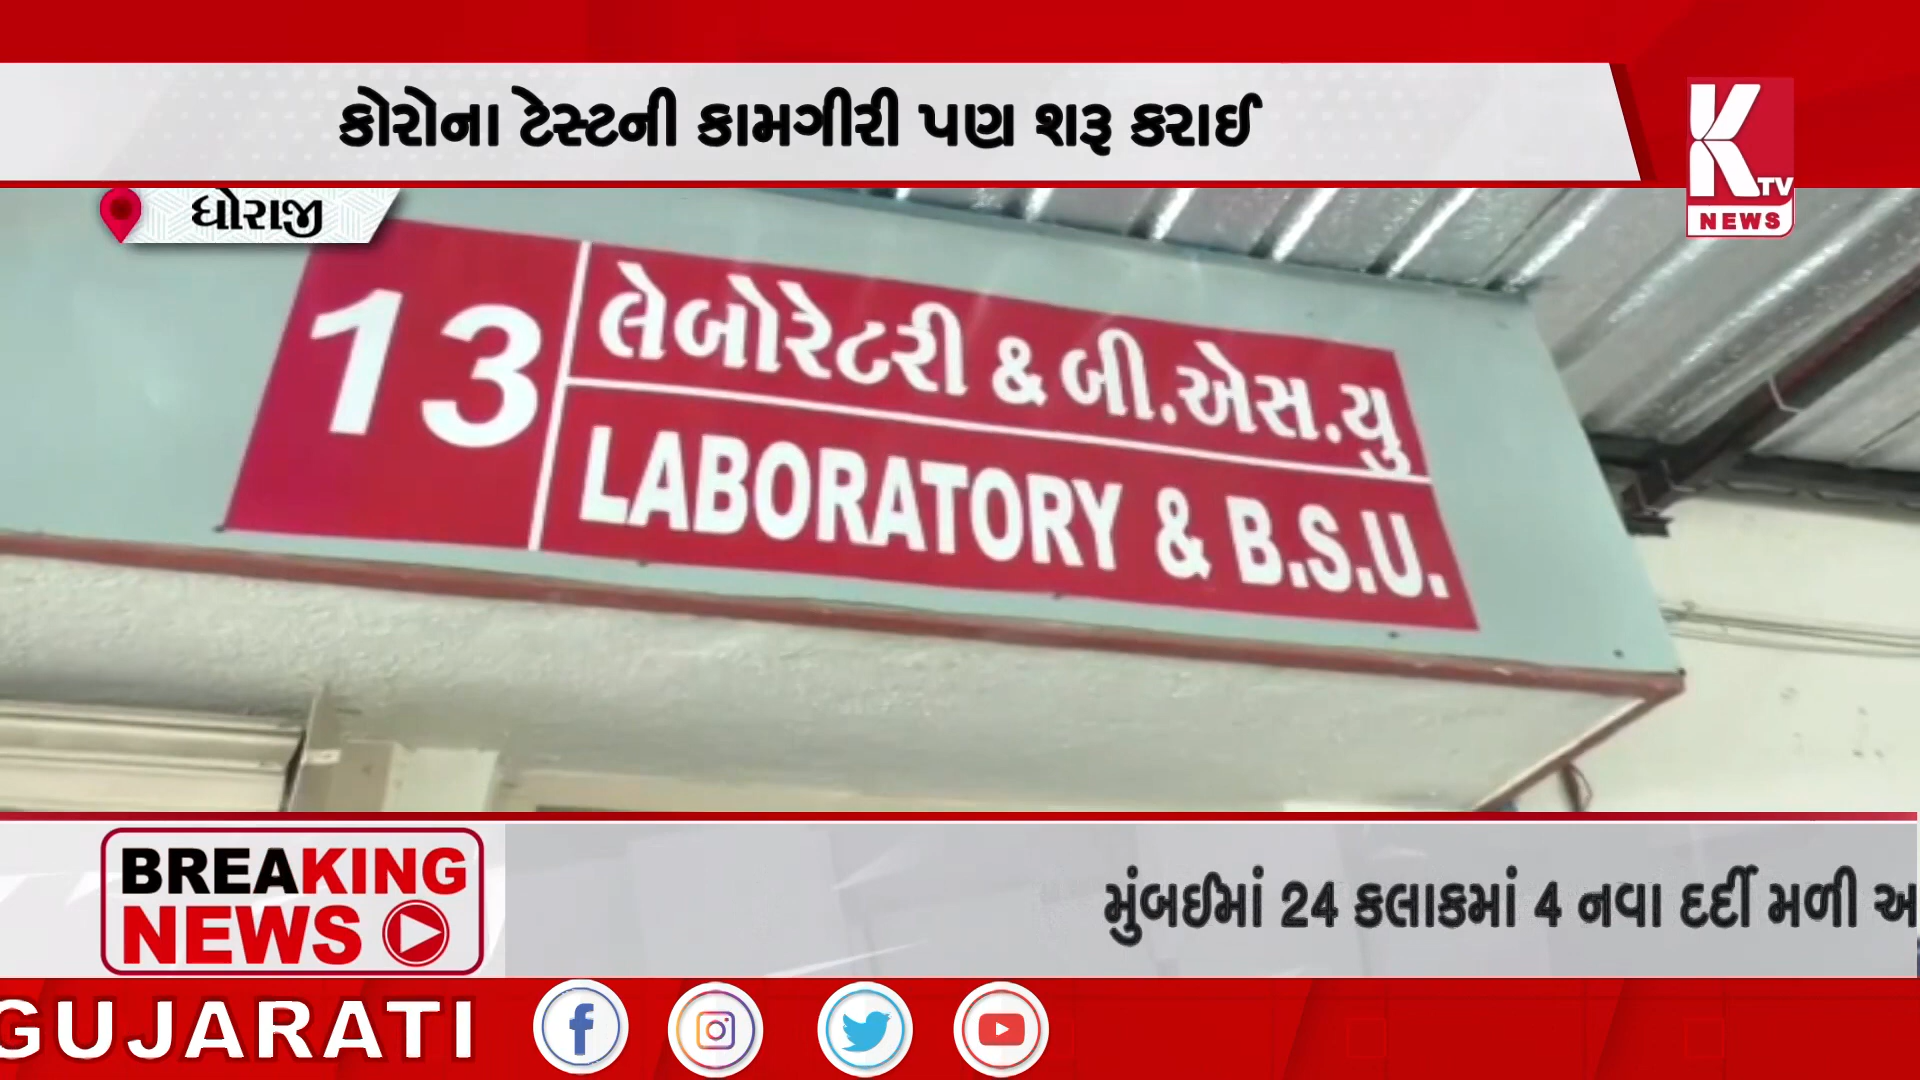 કોરોના ટેસ્ટની કામગીરી પણ શરૂ કરાઈ
K TV
NEWS
ધોરાજી
13
લેબોરેટરી & બી.એસ.યુ
LABORATORY & B.S.U.
BREAKING
NEWS
મુંબઈમાં 24 કલાકમાં 4 નવા દર્દી મળી
GUJARATI